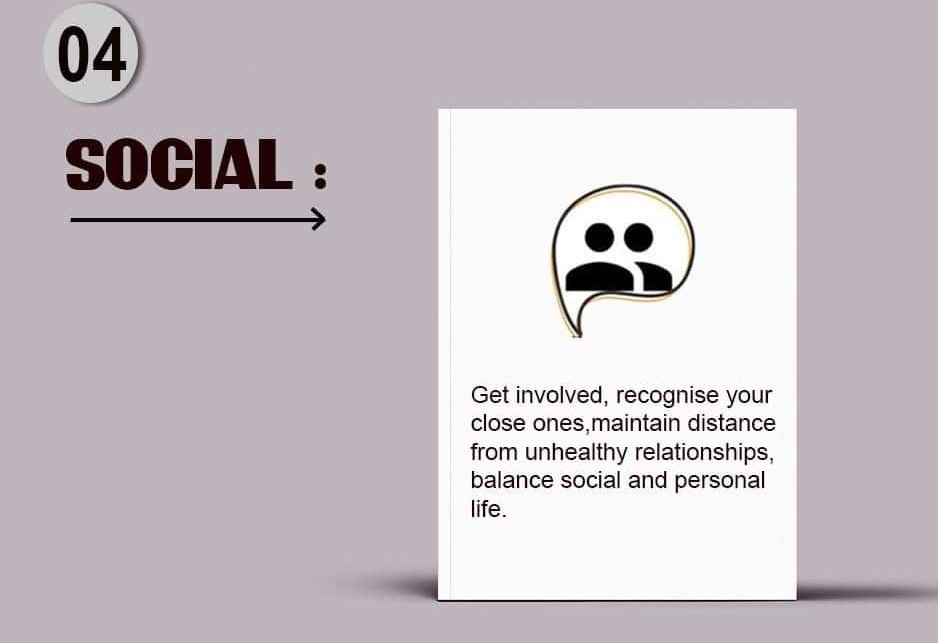 04
SOCIAL :
Get involved, recognise your
close ones,maintain distance
from unhealthy relationships,
balance social and personal
life.